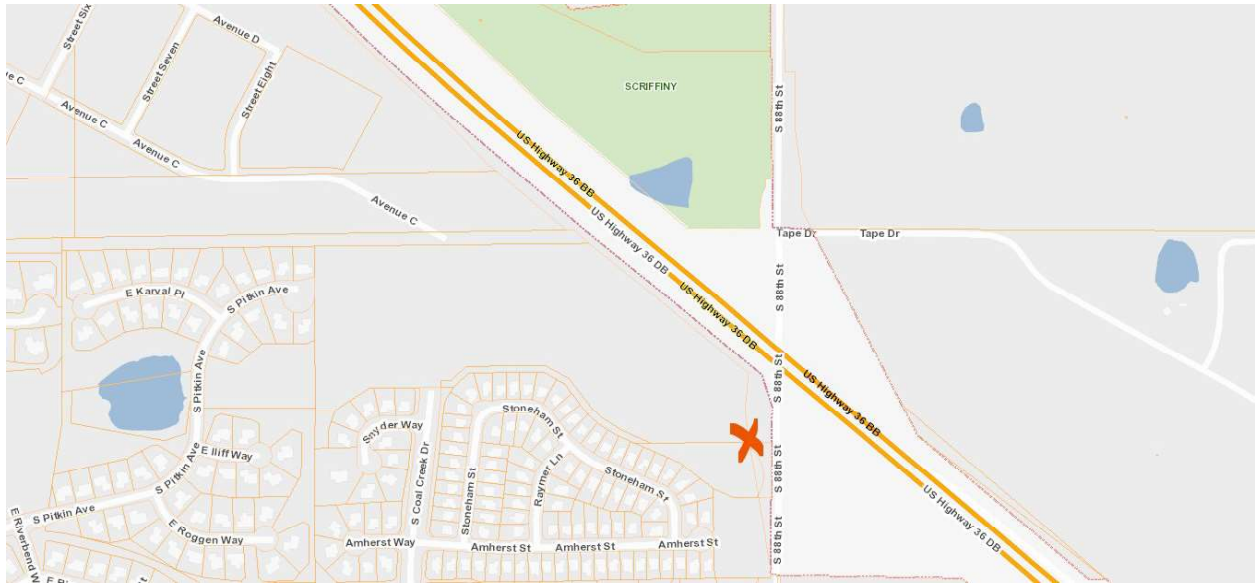 Street Six
Avenue D
Street Seven
Street Eight
e C
Avenue C
Avenue C
Avenue C
SCRIFFINY
S 88th St
US Highway 36 BB
US Highway 36 DB
Tape Dr
Tape Dr
S 88th St
US Highway 36 DB
E Karval Pl
S Pitkin Ave
S Pitkin Ave
S 88th St
US Highway 36 BB
Snyder Way
S Coal Creek Dr
Stoneham St
Stoneham St
Raymer Ln
Stoneham St
E Iliff Way
S Pitkin Ave
S 88th St
S Pitkin Ave
E Roggen Way
E Riverbend W
Amherst Way
Amherst St
Amherst St
Amherst St
S 88th St
US Highway 36 DB